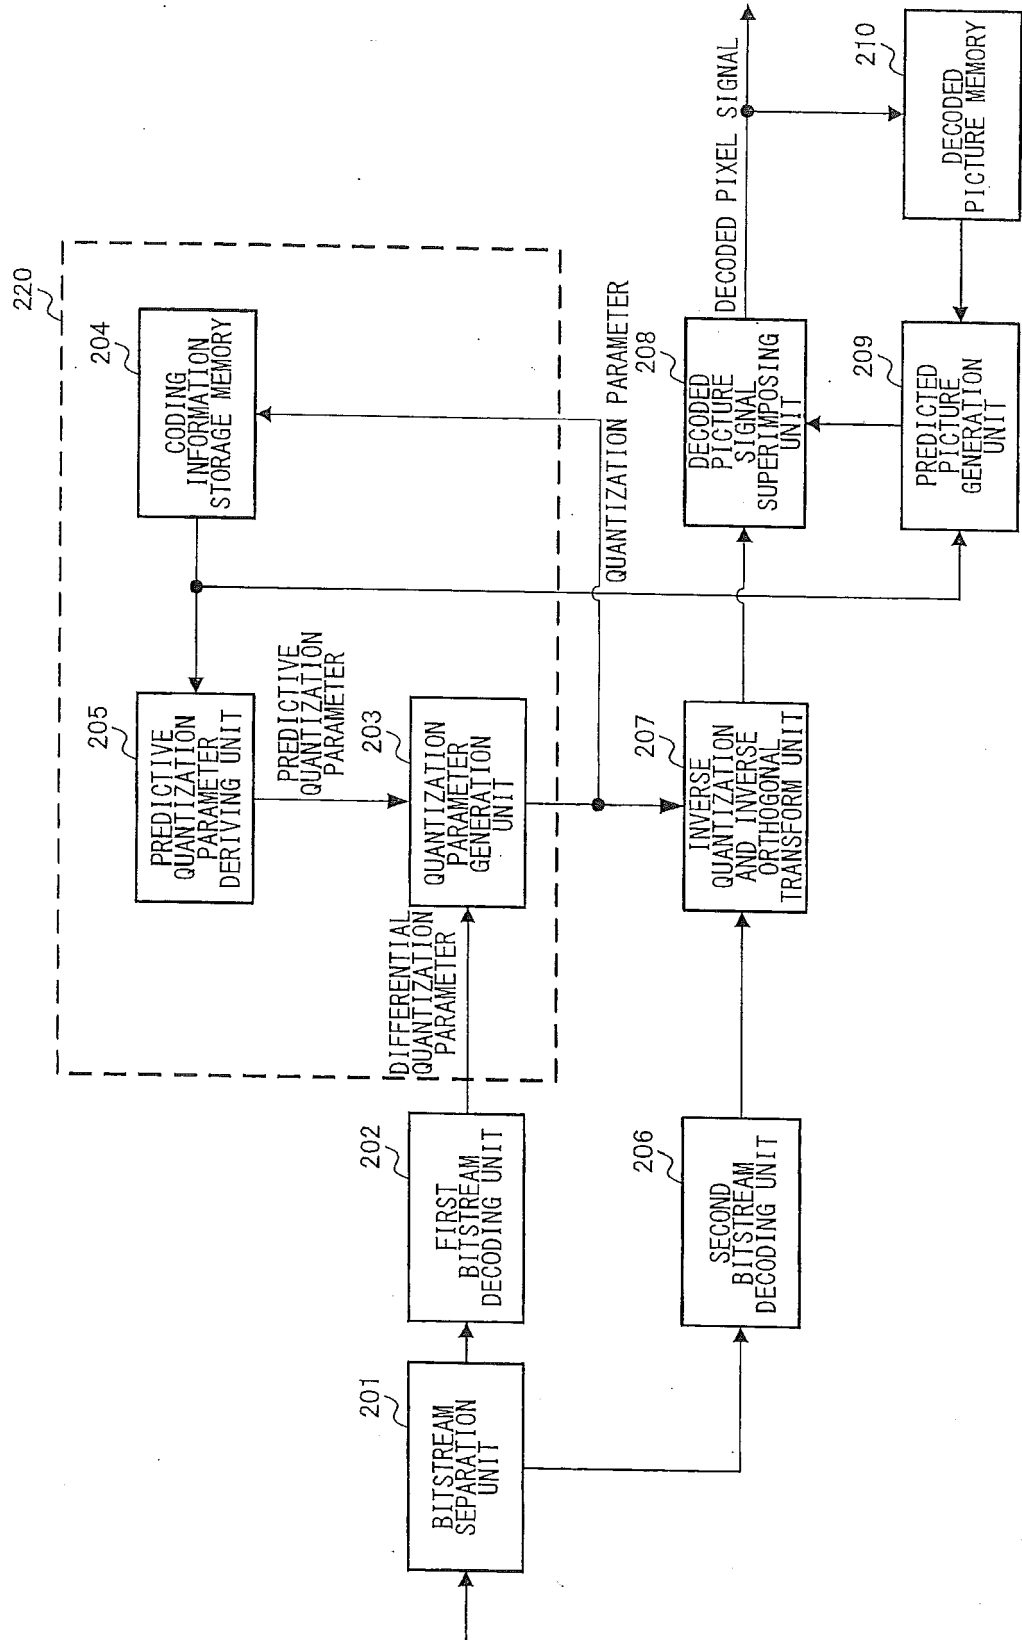 220
204
CODING
INFORMATION
STORAGE MEMORY
205
PREDICTIVE
QUANTIZATION
PARAMETER
DERIVING UNIT
PREDICTIVE
QUANTIZATION
PARAMETER
203
QUANTIZATION
PARAMETER
GENERATION
UNIT
DIFFERENTIAL
QUANTIZATION
PARAMETER
202
FIRST
BITSTREAM
DECODING UNIT
201
BITSTREAM
SEPARATION
UNIT
QUANTIZATION PARAMETER
206
SECOND
BITSTREAM
DECODING UNIT
207
INVERSE
QUANTIZATION
AND INVERSE
ORTHOGONAL
TRANSFORM UNIT
208
DECODED
PICTURE
SIGNAL
SUPERIMPOSING
UNIT
DECODED PIXEL SIGNAL
209
PREDICTED
PICTURE
GENERATION
UNIT
210
DECODED
PICTURE MEMORY